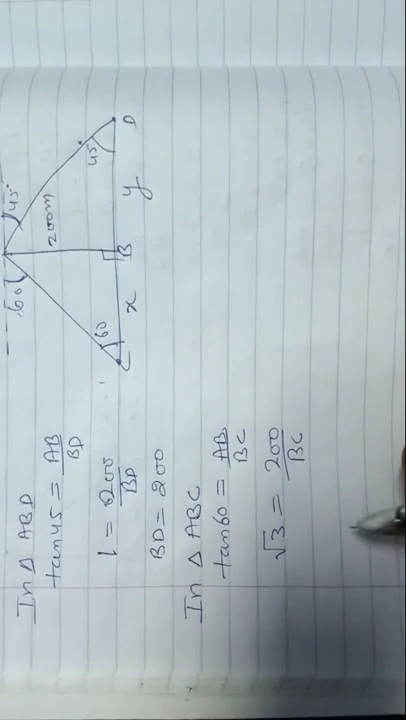 In Δ ABD
tan45 = AB/BD
1 = 200/BD
BD = 200
In Δ ABC
tan60 = AB/BC
√3 = 200/BC
60
45°
200m
60
45
C
x
B
y
D